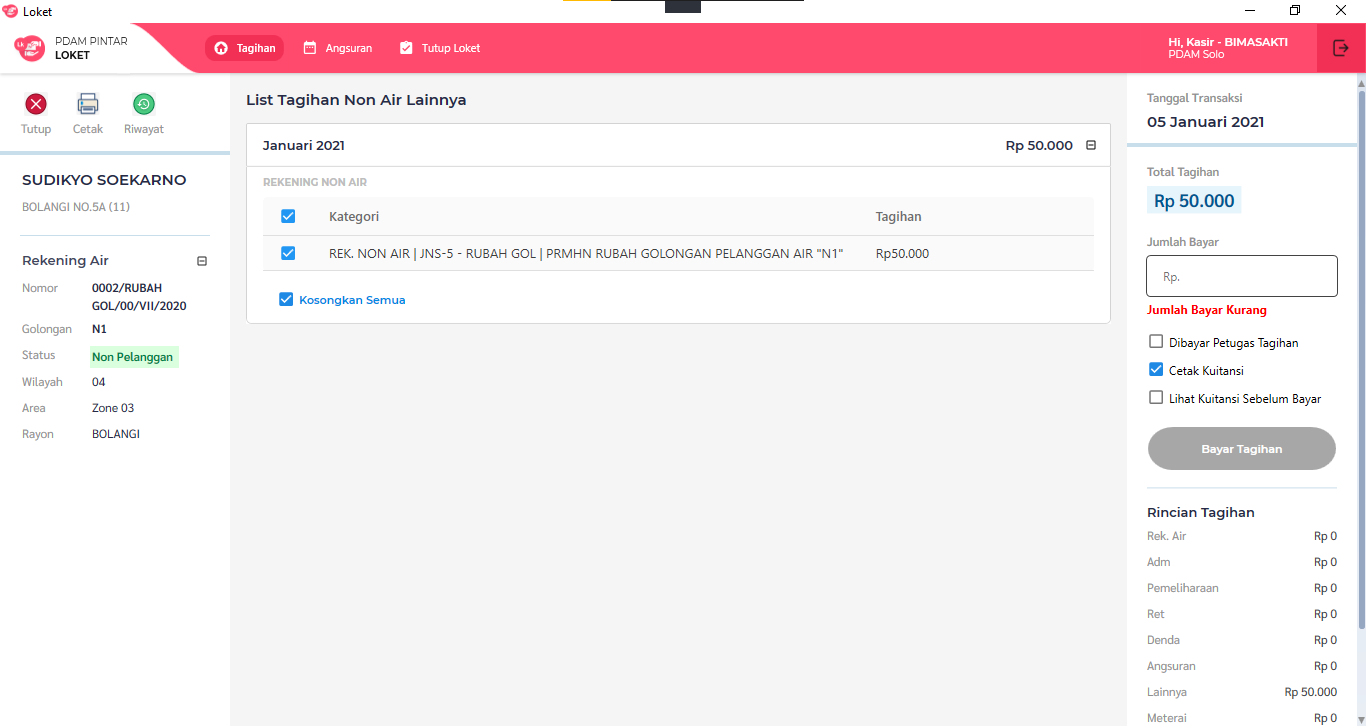 Loket
PDAM PINTAR
LOKET
Tagihan
Angsuran
Tutup Loket
Hi, Kasir - BIMASAKTI
PDAM Solo
Tutup
Cetak
Riwayat
SUDIKYO SOEKARNO
BOLANGI NO.5A (11)
Rekening Air
Nomor 0002/RUBAH
GOL/00/VII/2020
Golongan N1
Status Non Pelanggan
Wilayah 04
Area Zone 03
Rayon BOLANGI
List Tagihan Non Air Lainnya
Januari 2021 Rp 50.000
REKENING NON AIR
Kategori Tagihan
REK. NON AIR | JNS-5 - RUBAH GOL | PRMHN RUBAH GOLONGAN PELANGGAN AIR "N1" Rp50.000
Kosongkan Semua
Tanggal Transaksi
05 Januari 2021
Total Tagihan
Rp 50.000
Jumlah Bayar
Rp.
Jumlah Bayar Kurang
Dibayar Petugas Tagihan
Cetak Kuitansi
Lihat Kuitansi Sebelum Bayar
Bayar Tagihan
Rincian Tagihan
Rek. Air Rp 0
Adm Rp 0
Pemeliharaan Rp 0
Ret Rp 0
Denda Rp 0
Angsuran Rp 0
Lainnya Rp 50.000
Meterai Rp 0